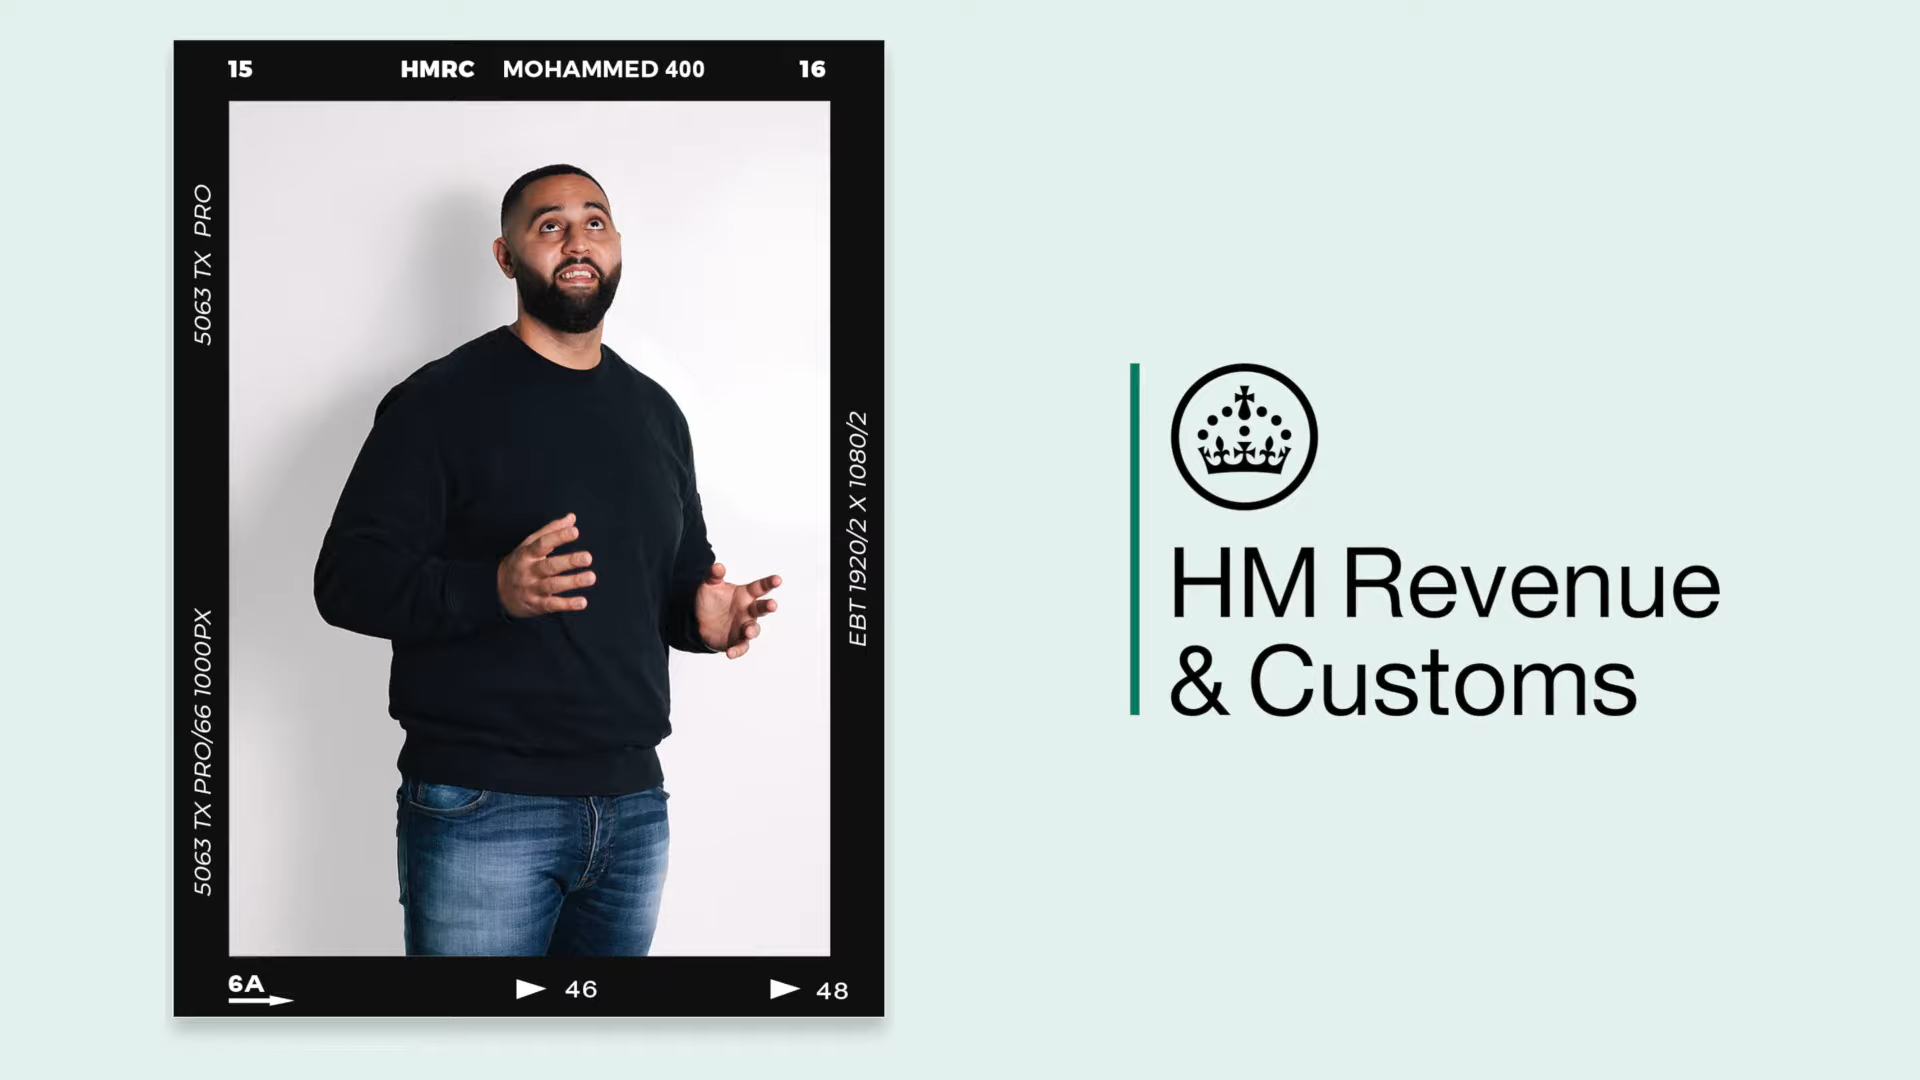 15 HMRC MOHAMMED 400 16
5063 TX PRO
5063 TX PRO/66 1000PX
EBT 1920/2 X 1080/2
6A 46 48
HM Revenue
& Customs